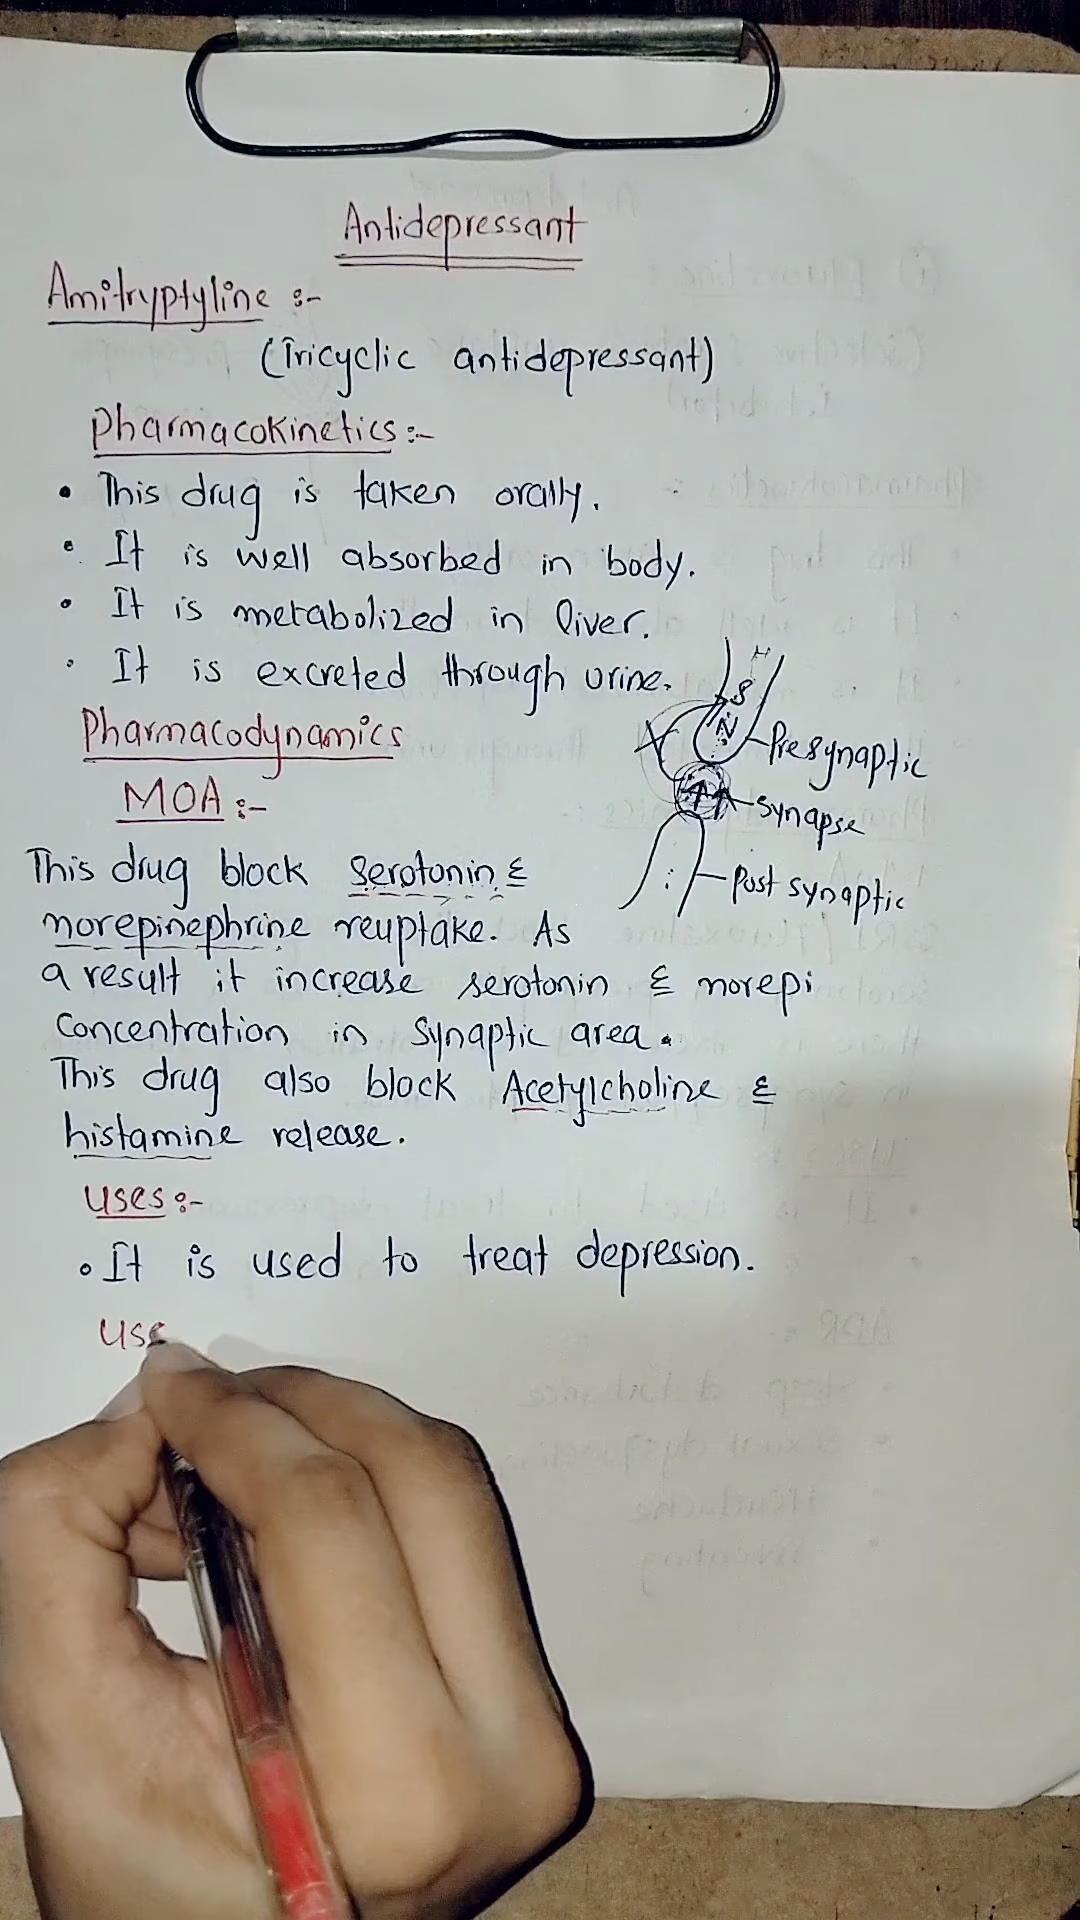 Antidepressant
Amitryptyline :-
(Tricyclic antidepressant)
Pharmacokinetics :-
• This drug is taken orally.
• It is well absorbed in body.
• It is metabolized in liver.
• It is excreted through urine.
Pharmacodynamics
MOA :-
S
N
Presynaptic
Synapse
Post synaptic
This drug block serotonin &
norepinephrine reuptake. As
a result it increase serotonin & norepi
concentration in synaptic area.
This drug also block Acetylcholine &
histamine release.
Uses :-
• It is used to treat depression.
Use